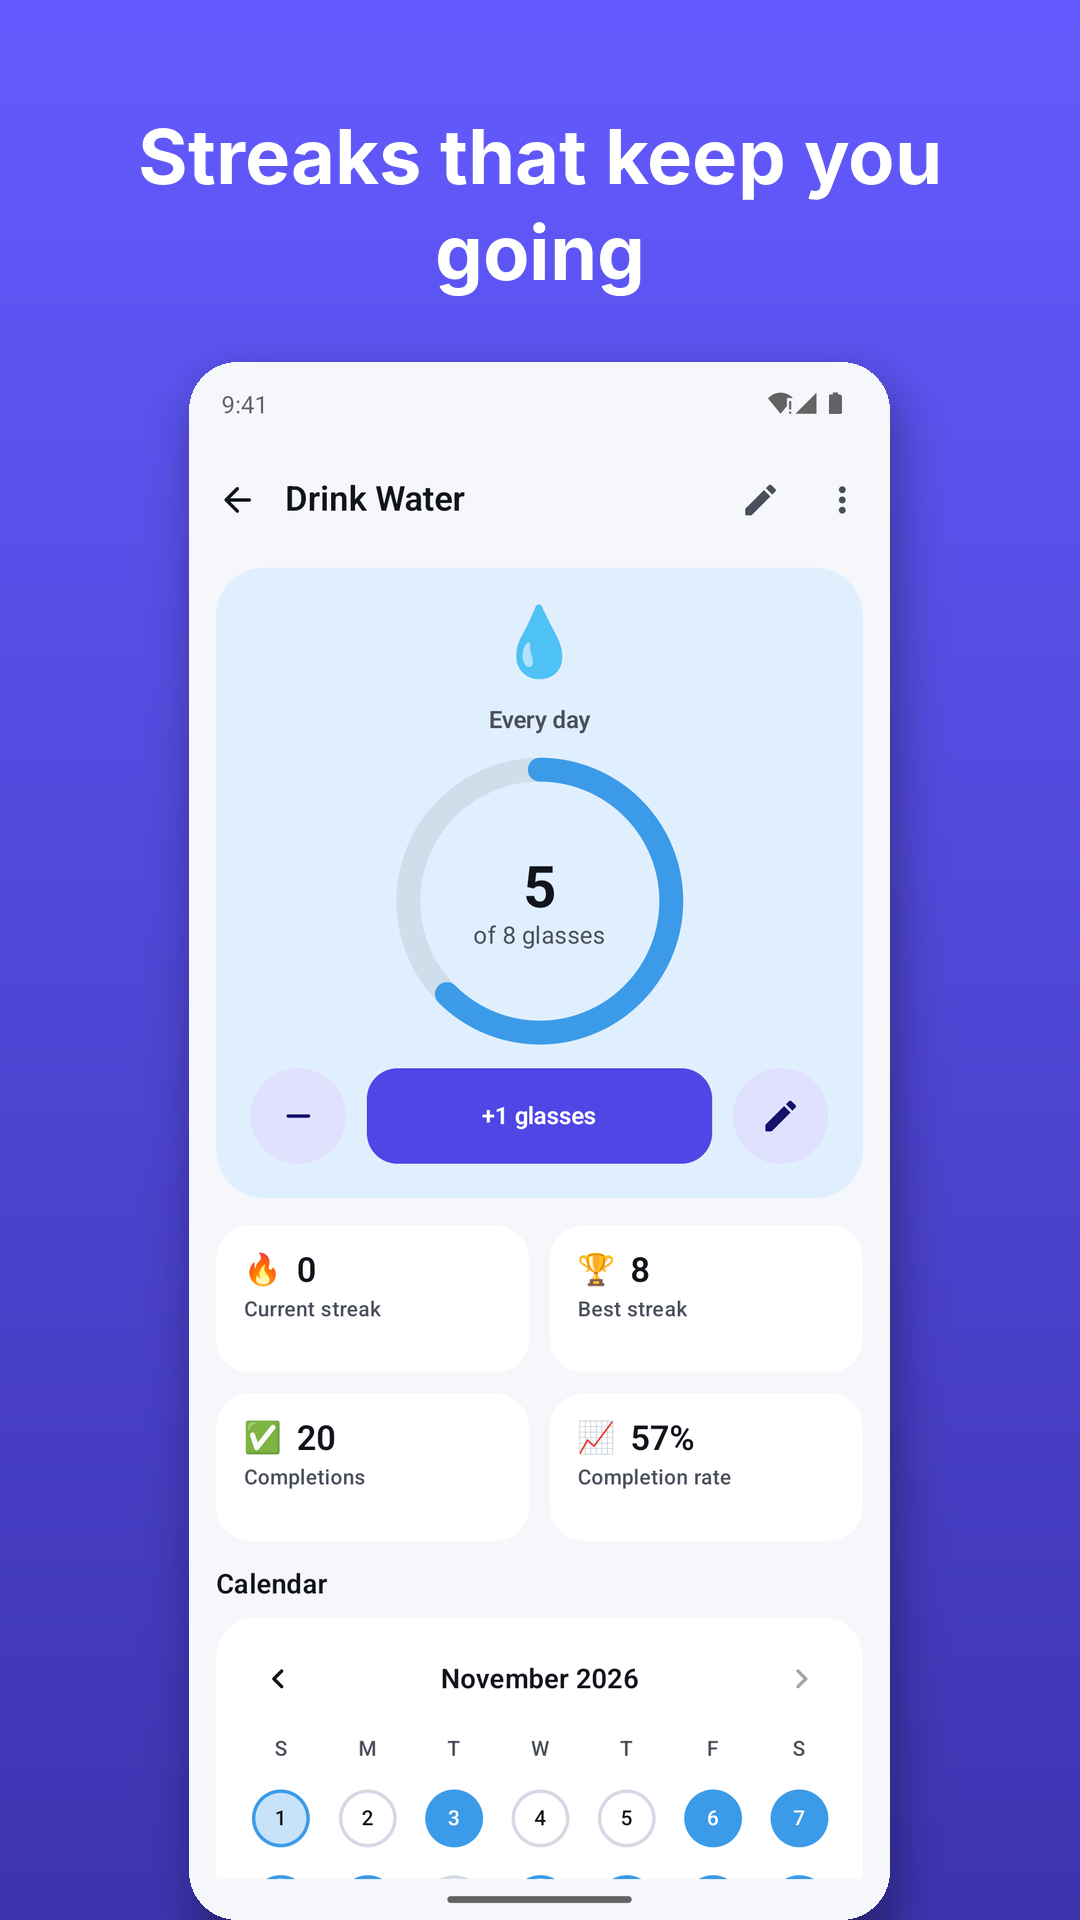 Streaks that keep you
going
9:41
Drink Water
Every day
5
of 8 glasses
+1 glasses
0
Current streak
8
Best streak
20
Completions
57%
Completion rate
Calendar
November 2026
S M T W T F S
1 2 3 4 5 6 7